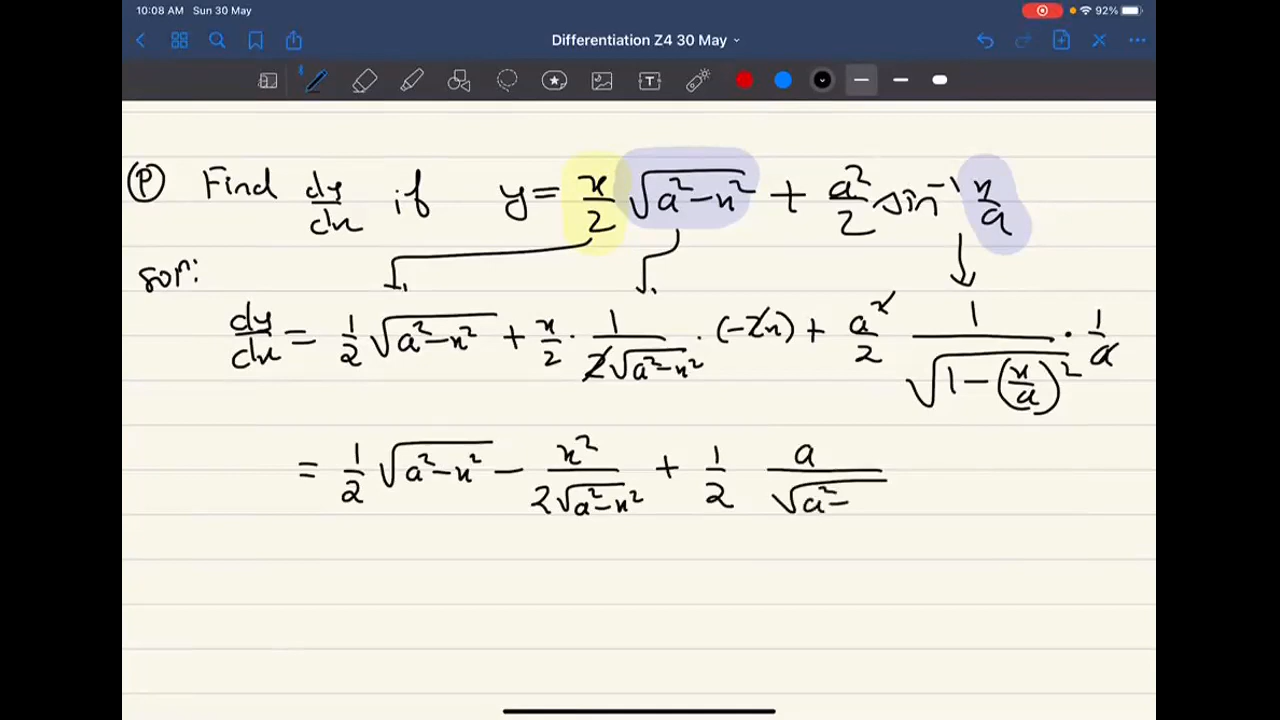 10:08 AM Sun 30 May 92%
Differentiation Z4 30 May
T
(P) Find dy/dx if y = x/2 √(a² − x²) + a²/2 sin⁻¹ x/a
Solⁿ:
dy/dx = 1/2 √(a² − x²) + x/2 · 1/(2√(a² − x²)) · (−2x) + a²/2 1/√(1 − (x/a)²) · 1/a
= 1/2 √(a² − x²) − x²/(2√(a² − x²)) + 1/2 a/√(a² −